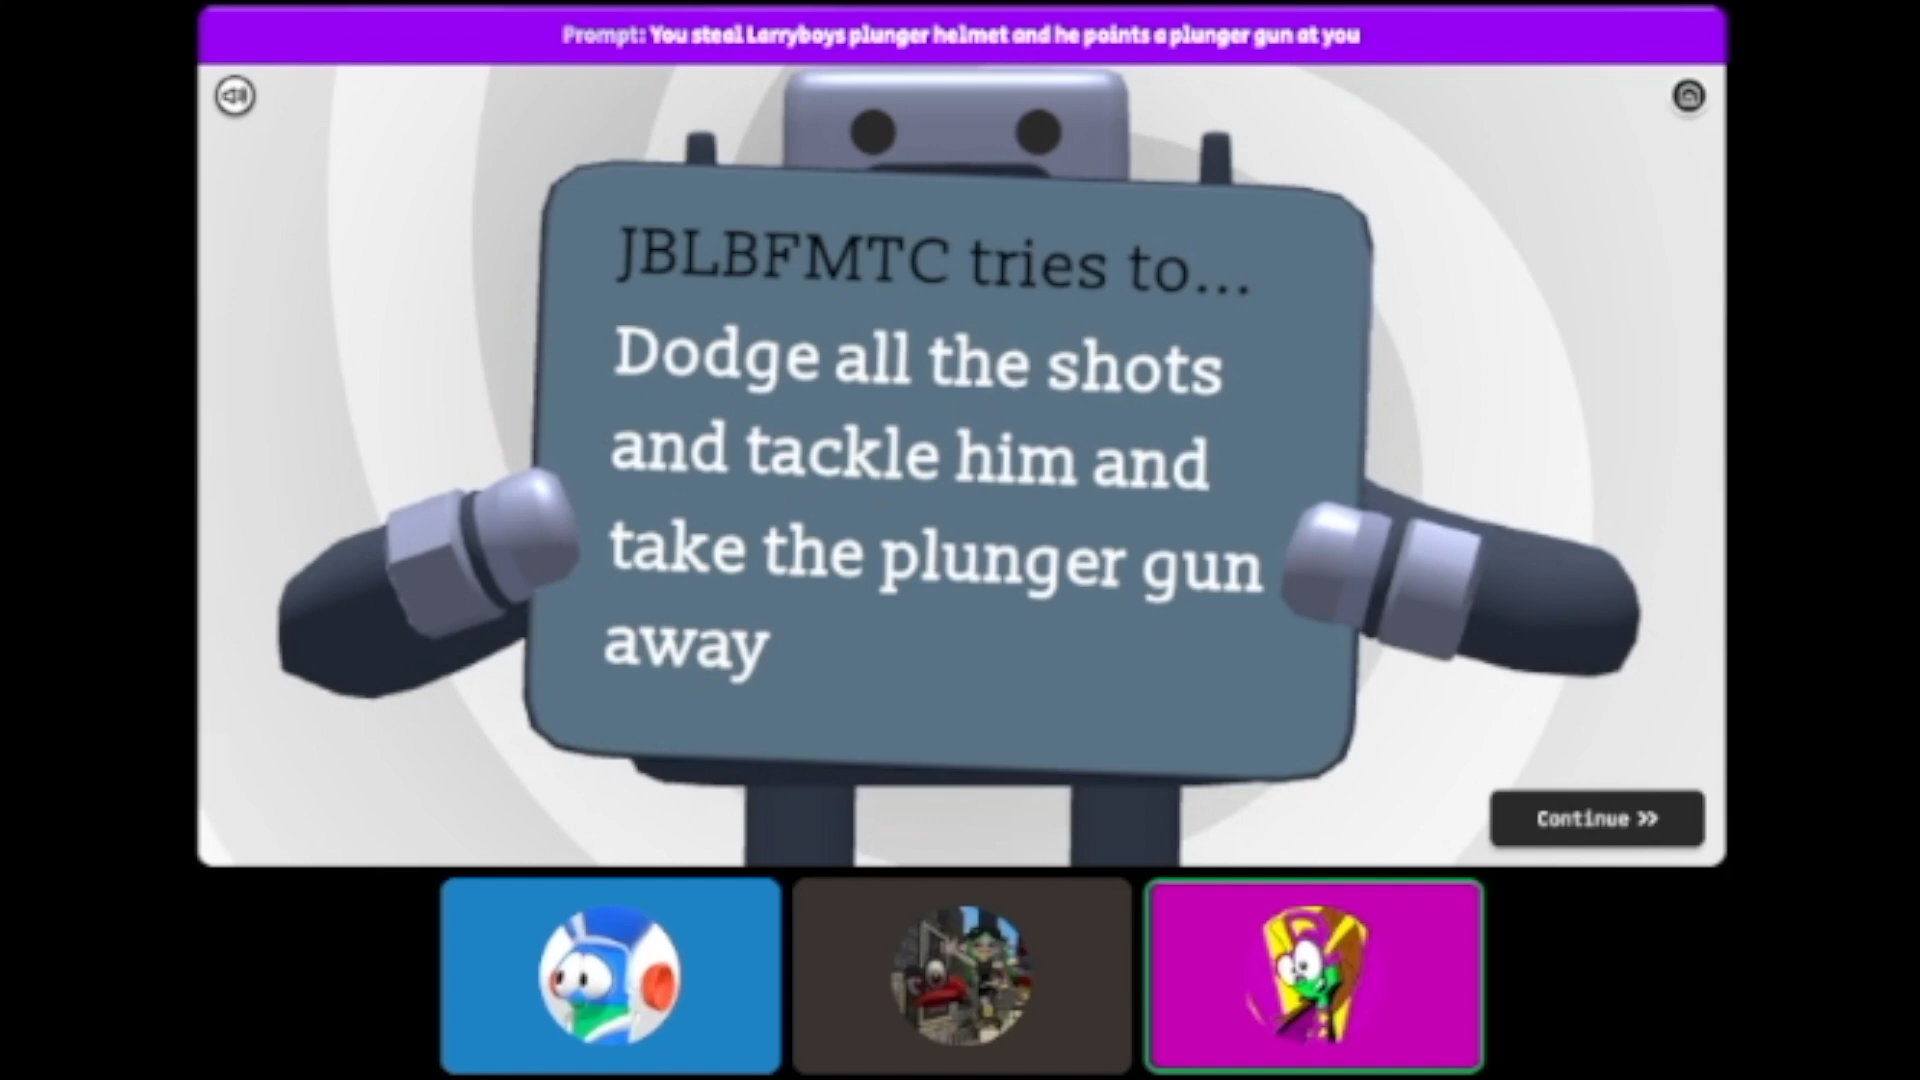 Prompt: You steal Larryboys plunger helmet and he points a plunger gun at you
JBLBFMTC tries to...
Dodge all the shots
and tackle him and
take the plunger gun
away
Continue